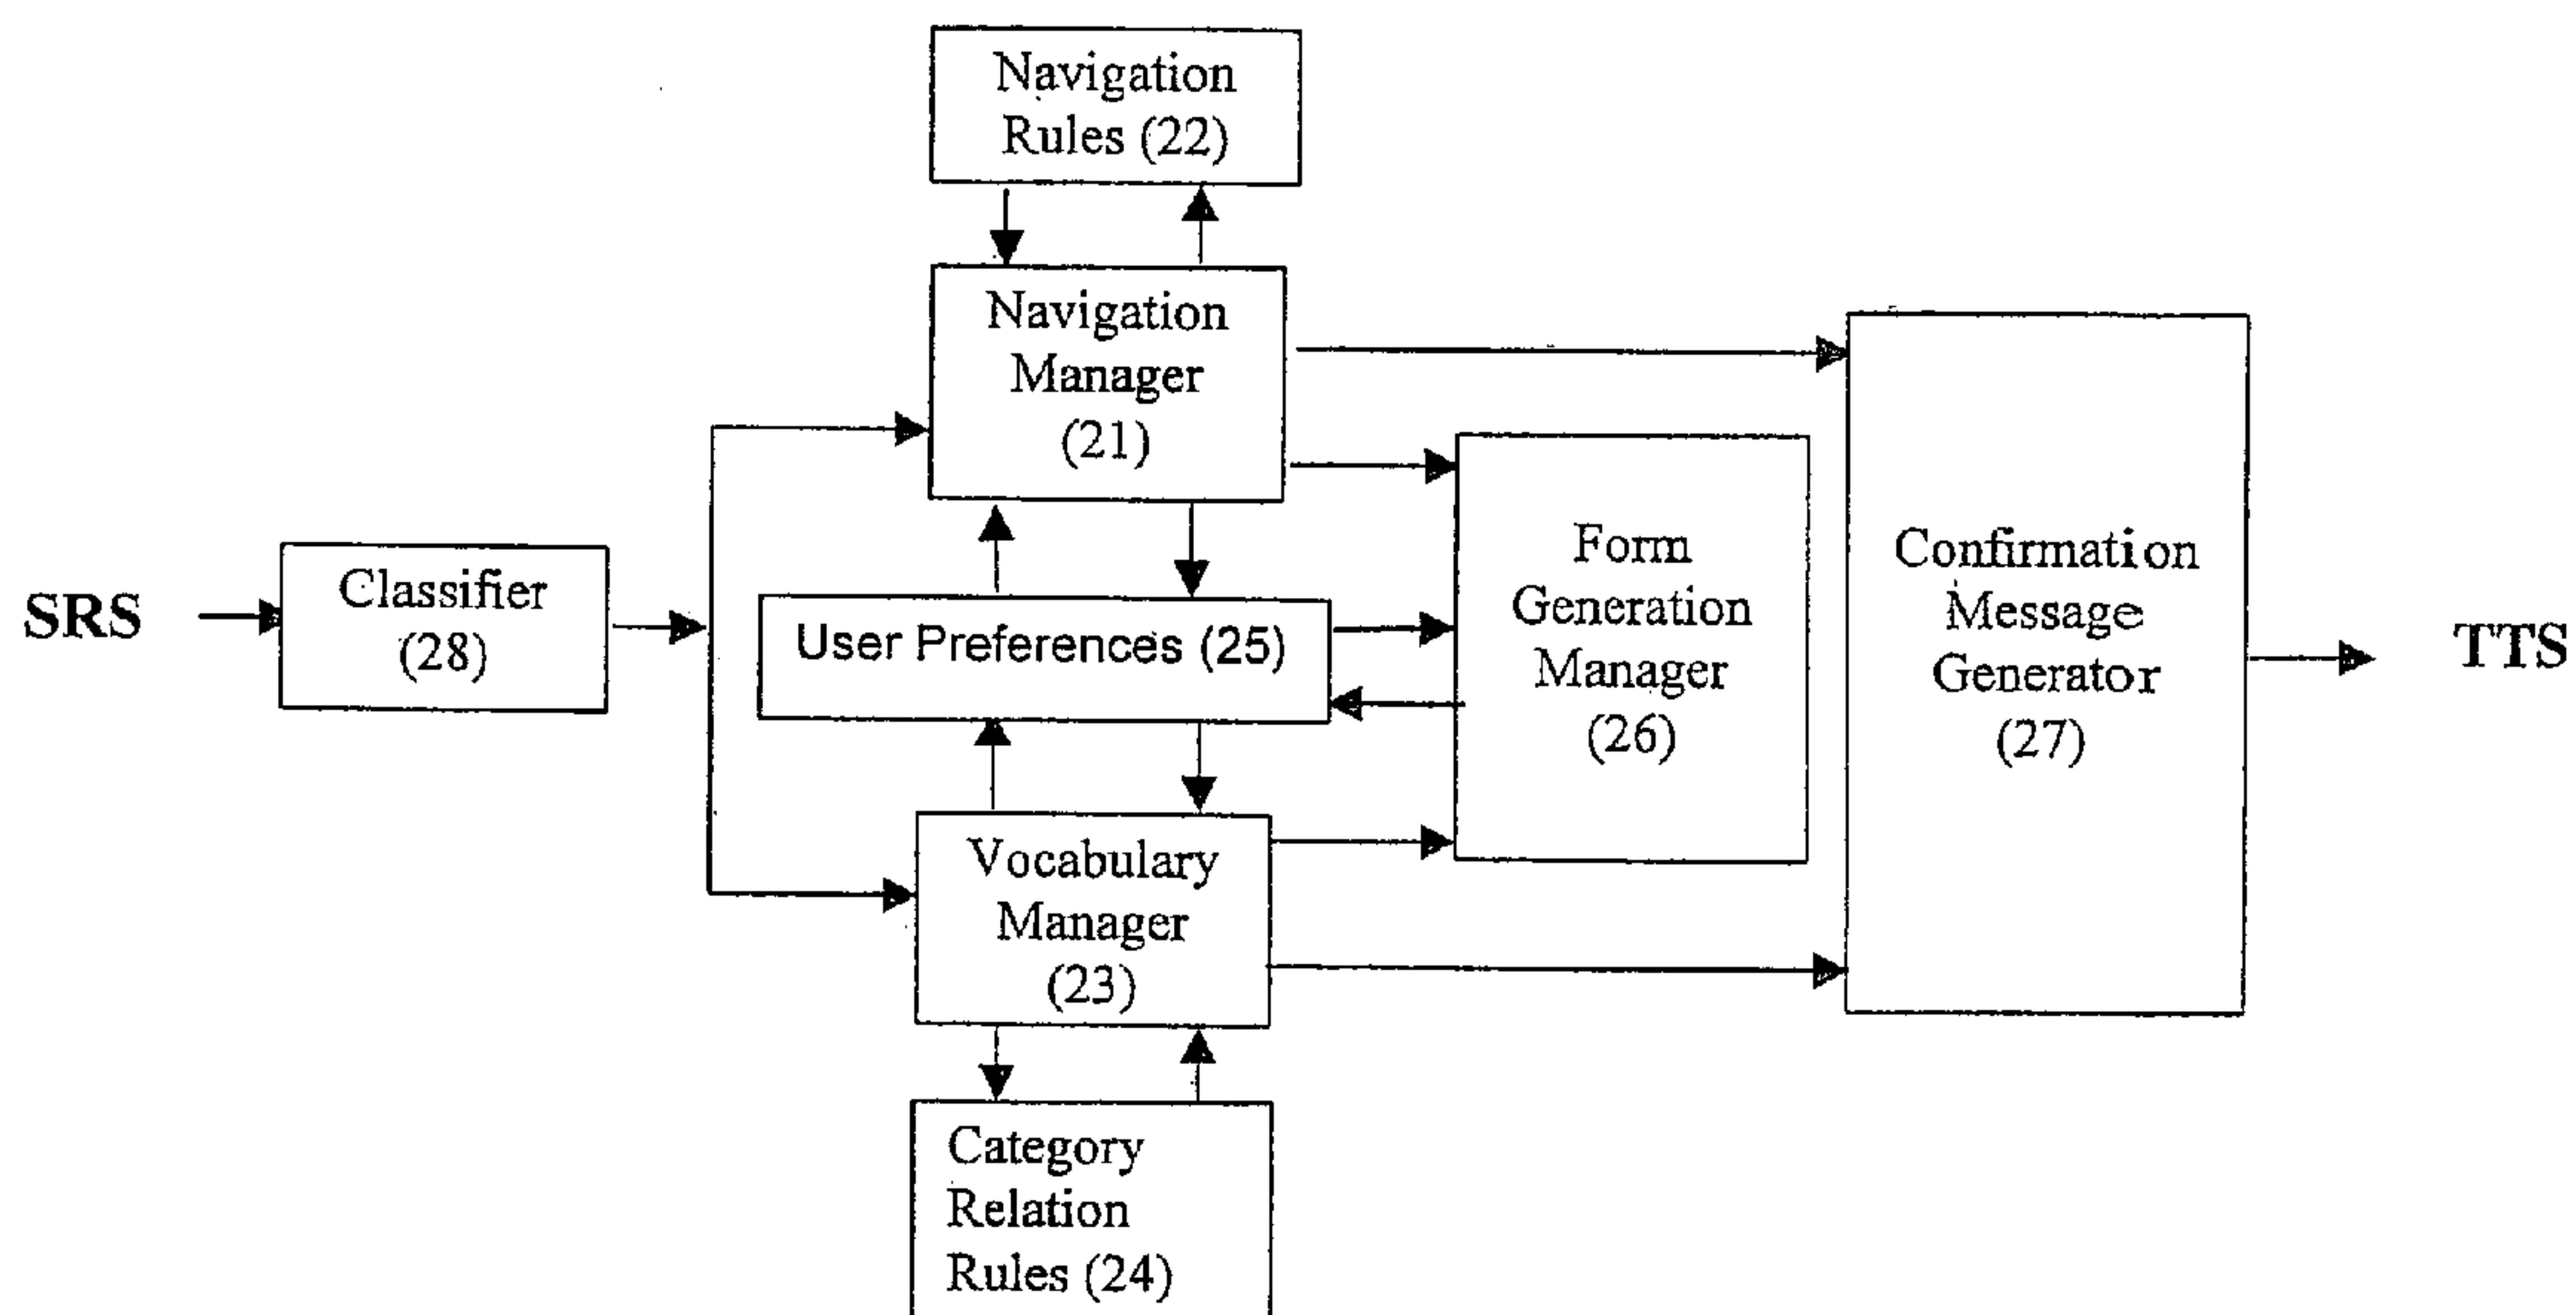 Navigation
Rules (22)
Navigation
Manager
(21)
SRS
Classifier
(28)
User Preferences (25)
Form
Generation
Manager
(26)
Confirmation
Message
Generator
(27)
TTS
Vocabulary
Manager
(23)
Category
Relation
Rules (24)